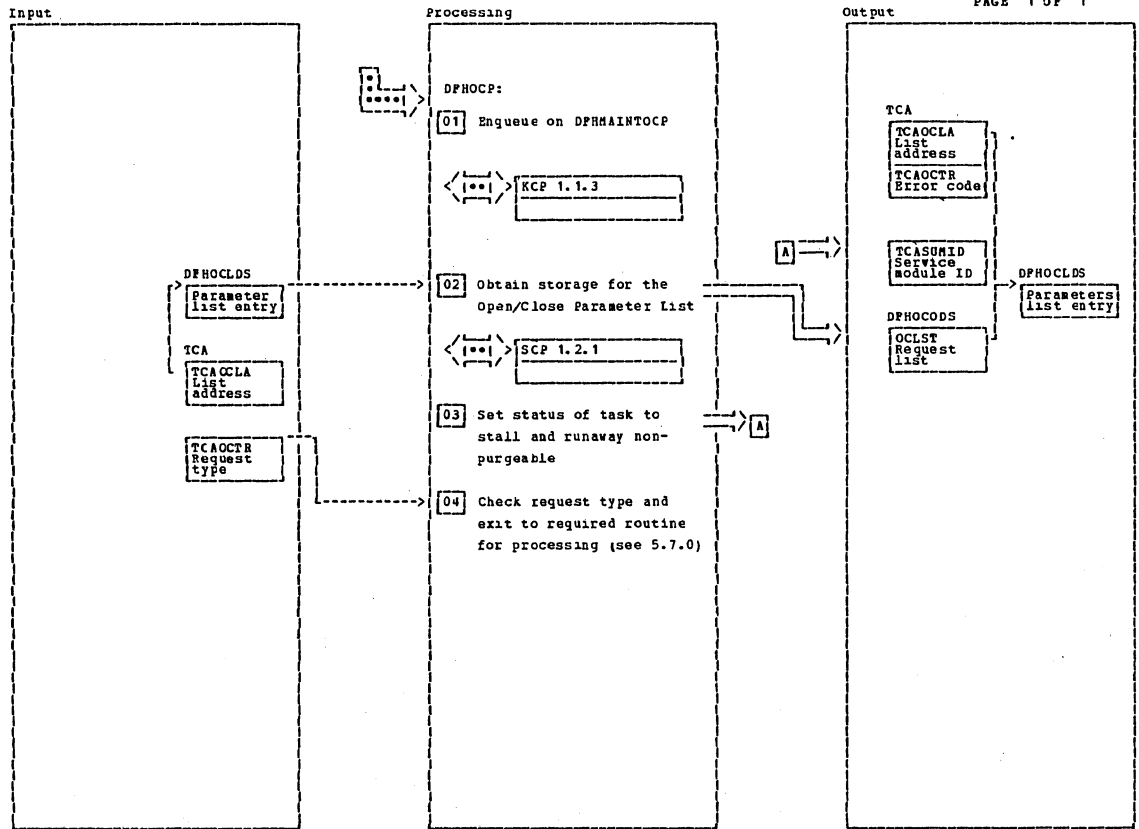 PAGE 1 OF 1
Input
Processing
Output
DFHOCP:
01 Enqueue on DFHMAINTOCP
KCP 1.1.3
DFHOCLDS
Parameter
list entry
TCA
TCAOCLA
List
address
TCAOCTR
Request
type
02 Obtain storage for the
Open/Close Parameter List
SCP 1.2.1
03 Set status of task to
stall and runaway non-
purgeable
A
04 Check request type and
exit to required routine
for processing (see 5.7.0)
TCA
TCAOCLA
List
address
TCAOCTR
Error code
A
TCASUMID
Service
module ID
DFHOCODS
OCLST
Request
list
DFHOCLDS
Parameters
list entry